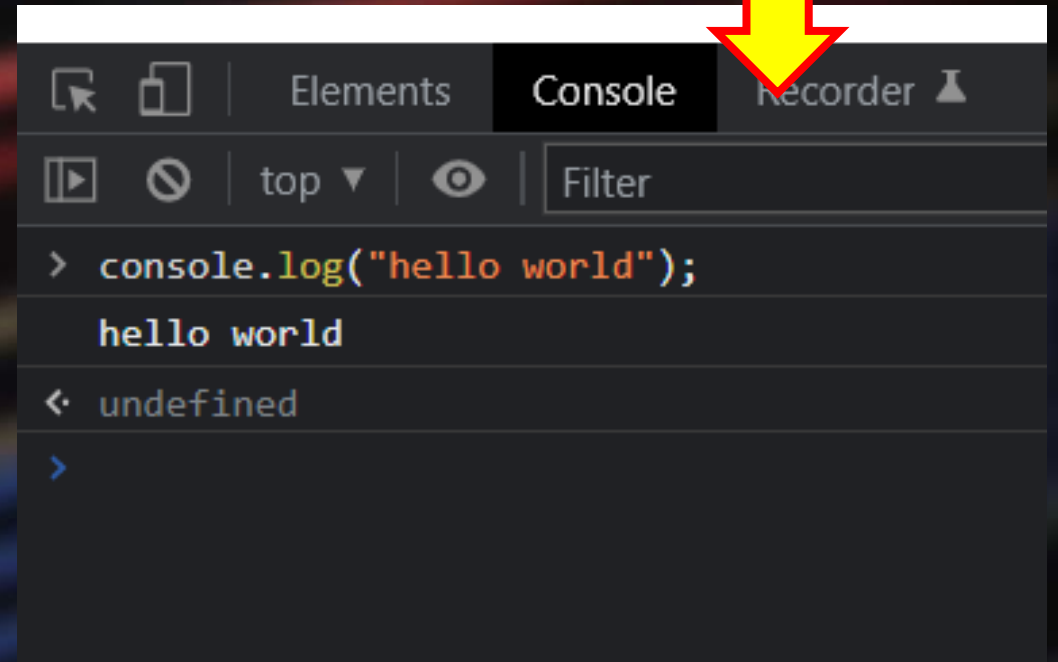 Elements Console Recorder
top Filter
> console.log("hello world");
hello world
undefined
>